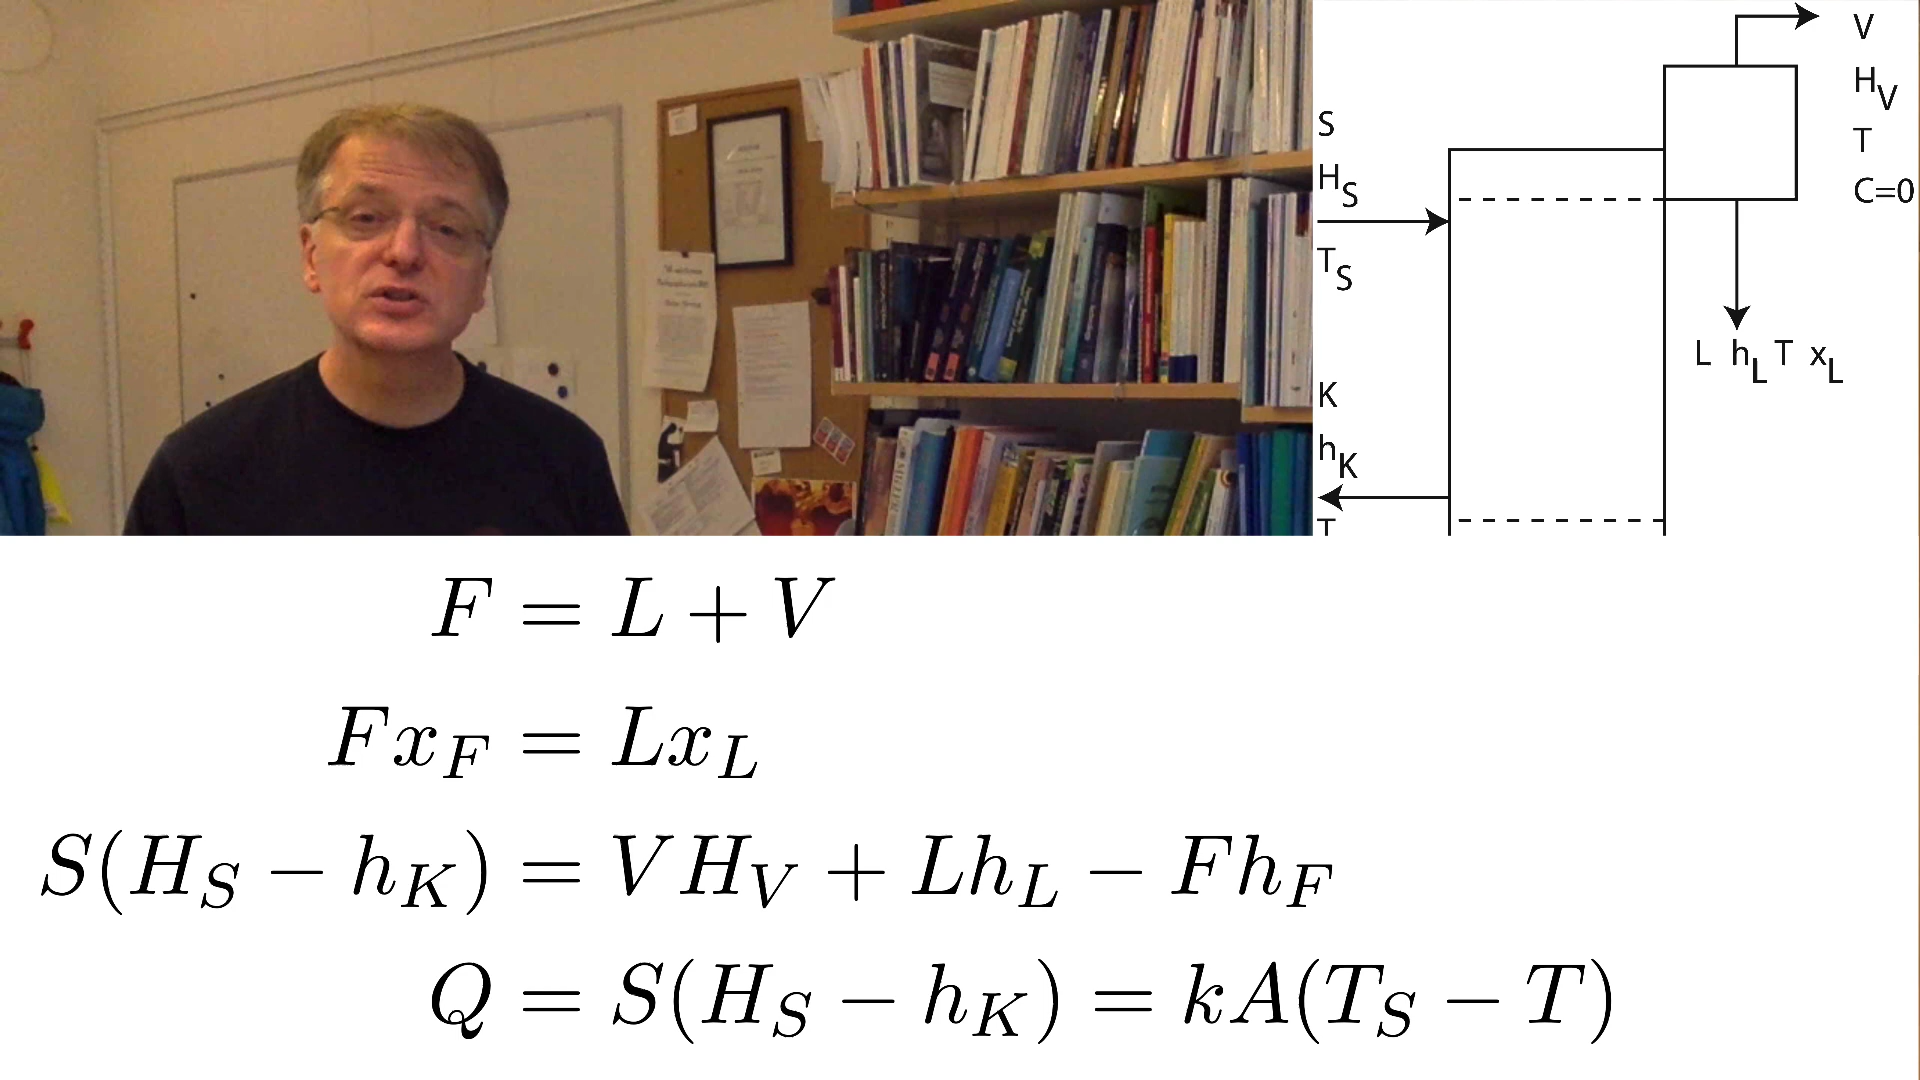 S
H_S
T_S
K
h_K
T
V
H_V
T
C=0
L h_L T x_L
F = L + V
Fx_F = Lx_L
S(H_S − h_K) = VH_V + Lh_L − Fh_F
Q = S(H_S − h_K) = kA(T_S − T)